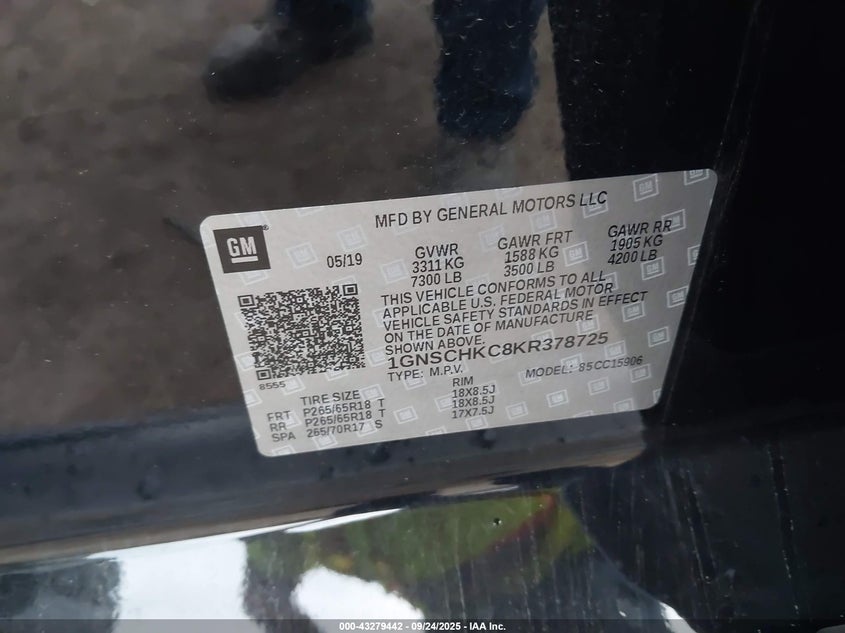 MFD BY GENERAL MOTORS LLC
GM
05/19
GVWR GAWR FRT GAWR RR
3311 KG 1588 KG 1905 KG
7300 LB 3500 LB 4200 LB
THIS VEHICLE CONFORMS TO ALL
APPLICABLE U.S. FEDERAL MOTOR
VEHICLE SAFETY STANDARDS IN EFFECT
ON THE DATE OF MANUFACTURE
SHOWN ABOVE.
1GNSCHKC8KR378725
8555
TYPE: M.P.V. MODEL: 85CC15906
TIRE SIZE RIM
FRT P265/65R18 T 18X8.5J
RR P265/65R18 T 18X8.5J
SPA 265/70R17 S 17X7.5J
000-43279442 - 09/24/2025 - IAA Inc.